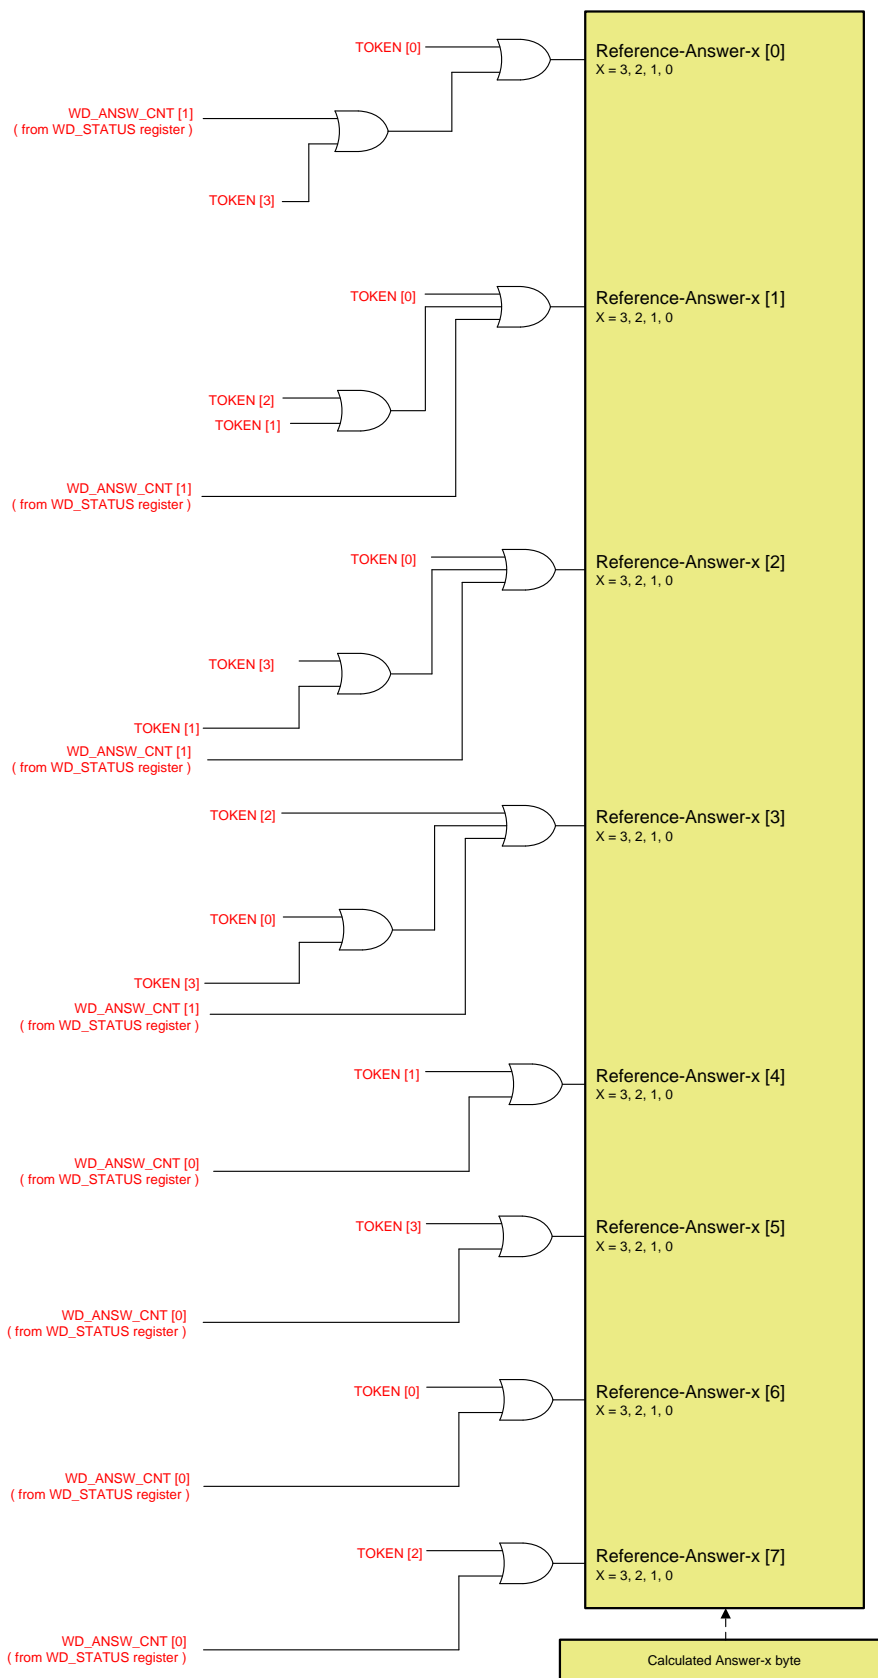 TOKEN [0]
Reference-Answer-x [0]
X = 3, 2, 1, 0
WD_ANSW_CNT [1]
( from WD_STATUS register )
TOKEN [3]
TOKEN [0]
Reference-Answer-x [1]
X = 3, 2, 1, 0
TOKEN [2]
TOKEN [1]
WD_ANSW_CNT [1]
( from WD_STATUS register )
TOKEN [0]
Reference-Answer-x [2]
X = 3, 2, 1, 0
TOKEN [3]
TOKEN [1]
WD_ANSW_CNT [1]
( from WD_STATUS register )
TOKEN [2]
Reference-Answer-x [3]
X = 3, 2, 1, 0
TOKEN [0]
TOKEN [3]
WD_ANSW_CNT [1]
( from WD_STATUS register )
TOKEN [1]
Reference-Answer-x [4]
X = 3, 2, 1, 0
WD_ANSW_CNT [0]
( from WD_STATUS register )
TOKEN [3]
Reference-Answer-x [5]
X = 3, 2, 1, 0
WD_ANSW_CNT [0]
( from WD_STATUS register )
TOKEN [0]
Reference-Answer-x [6]
X = 3, 2, 1, 0
WD_ANSW_CNT [0]
( from WD_STATUS register )
TOKEN [2]
Reference-Answer-x [7]
X = 3, 2, 1, 0
WD_ANSW_CNT [0]
( from WD_STATUS register )
Calculated Answer-x byte